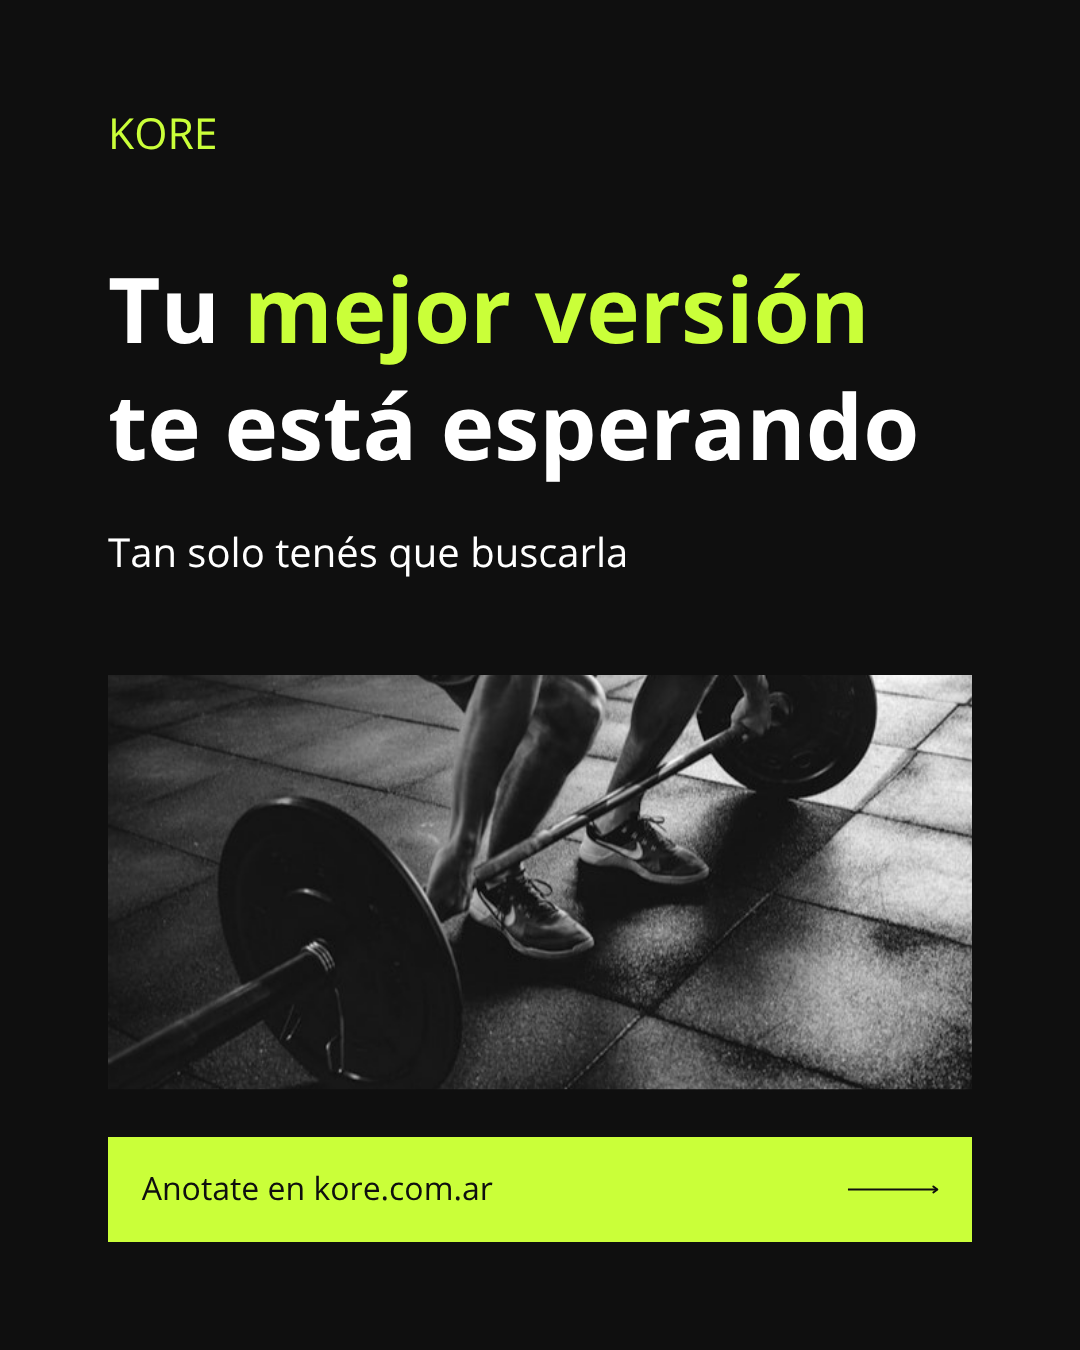 KORE
Tu mejor versión
te está esperando
Tan solo tenés que buscarla
Anotate en kore.com.ar